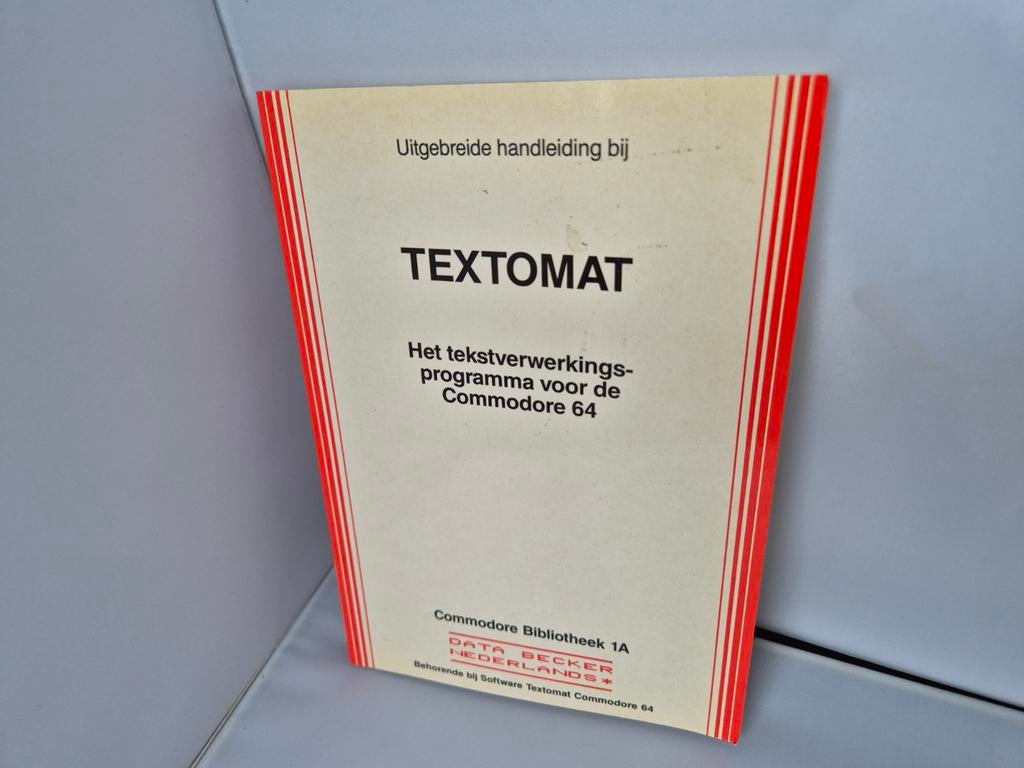 Uitgebreide handleiding bij
TEXTOMAT
Het tekstverwerkings-
programma voor de
Commodore 64
Commodore Bibliotheek 1A
DATA BECKER
NEDERLANDS*
Behorende bij Software Textomat Commodore 64